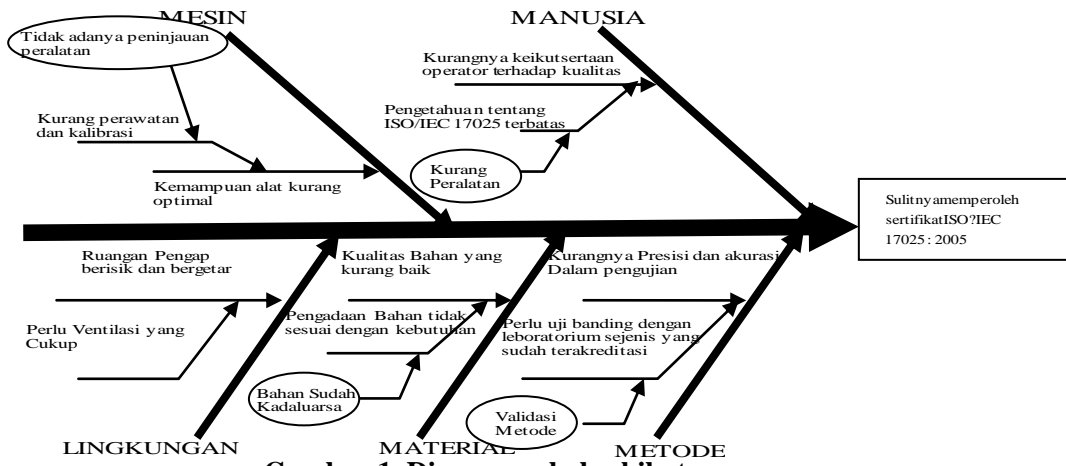 MESIN
Tidak adanya peninjauan
peralatan
Kurang perawatan
dan kalibrasi
Kemampuan alat kurang
optimal
MANUSIA
Kurangnya keikutsertaan
operator terhadap kualitas
Pengetahuan tentang
ISO/IEC 17025 terbatas
Kurang
Peralatan
Sulitnyamemperoleh
sertifikatISO?IEC
17025 : 2005
Ruangan Pengap
berisik dan bergetar
Perlu Ventilasi yang
Cukup
LINGKUNGAN
Kualitas Bahan yang
kurang baik
Pengadaan Bahan tidak
sesuai dengan kebutuhan
Bahan Sudah
Kadaluarsa
MATERIAL
Kurangnya Presisi dan akurasi
Dalam pengujian
Perlu uji banding dengan
leboratorium sejenis yang
sudah terakreditasi
Validasi
Metode
METODE